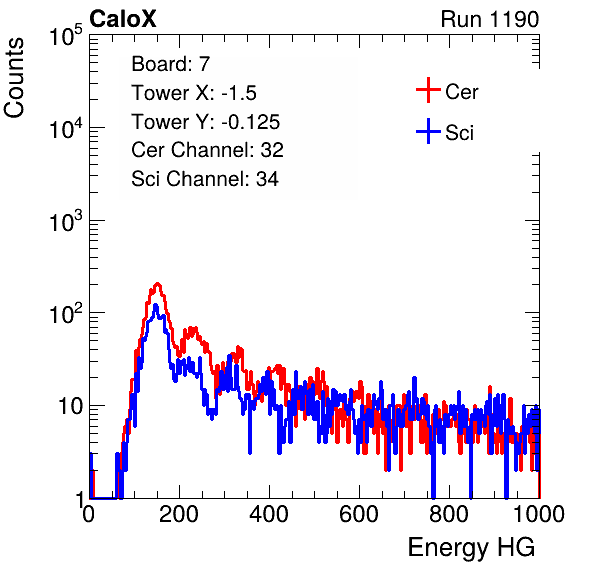 CaloX Run 1190
Counts
10^5
10^4
10^3
10^2
10
1
Board: 7
Tower X: -1.5
Tower Y: -0.125
Cer Channel: 32
Sci Channel: 34
Cer
Sci
0 200 400 600 800 1000
Energy HG